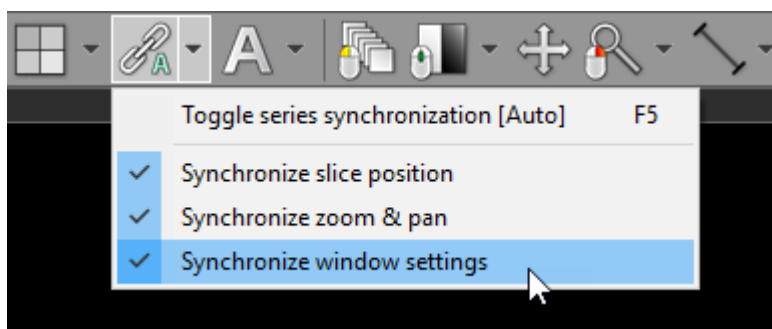 A A
Toggle series synchronization [Auto] F5
Synchronize slice position
Synchronize zoom & pan
Synchronize window settings